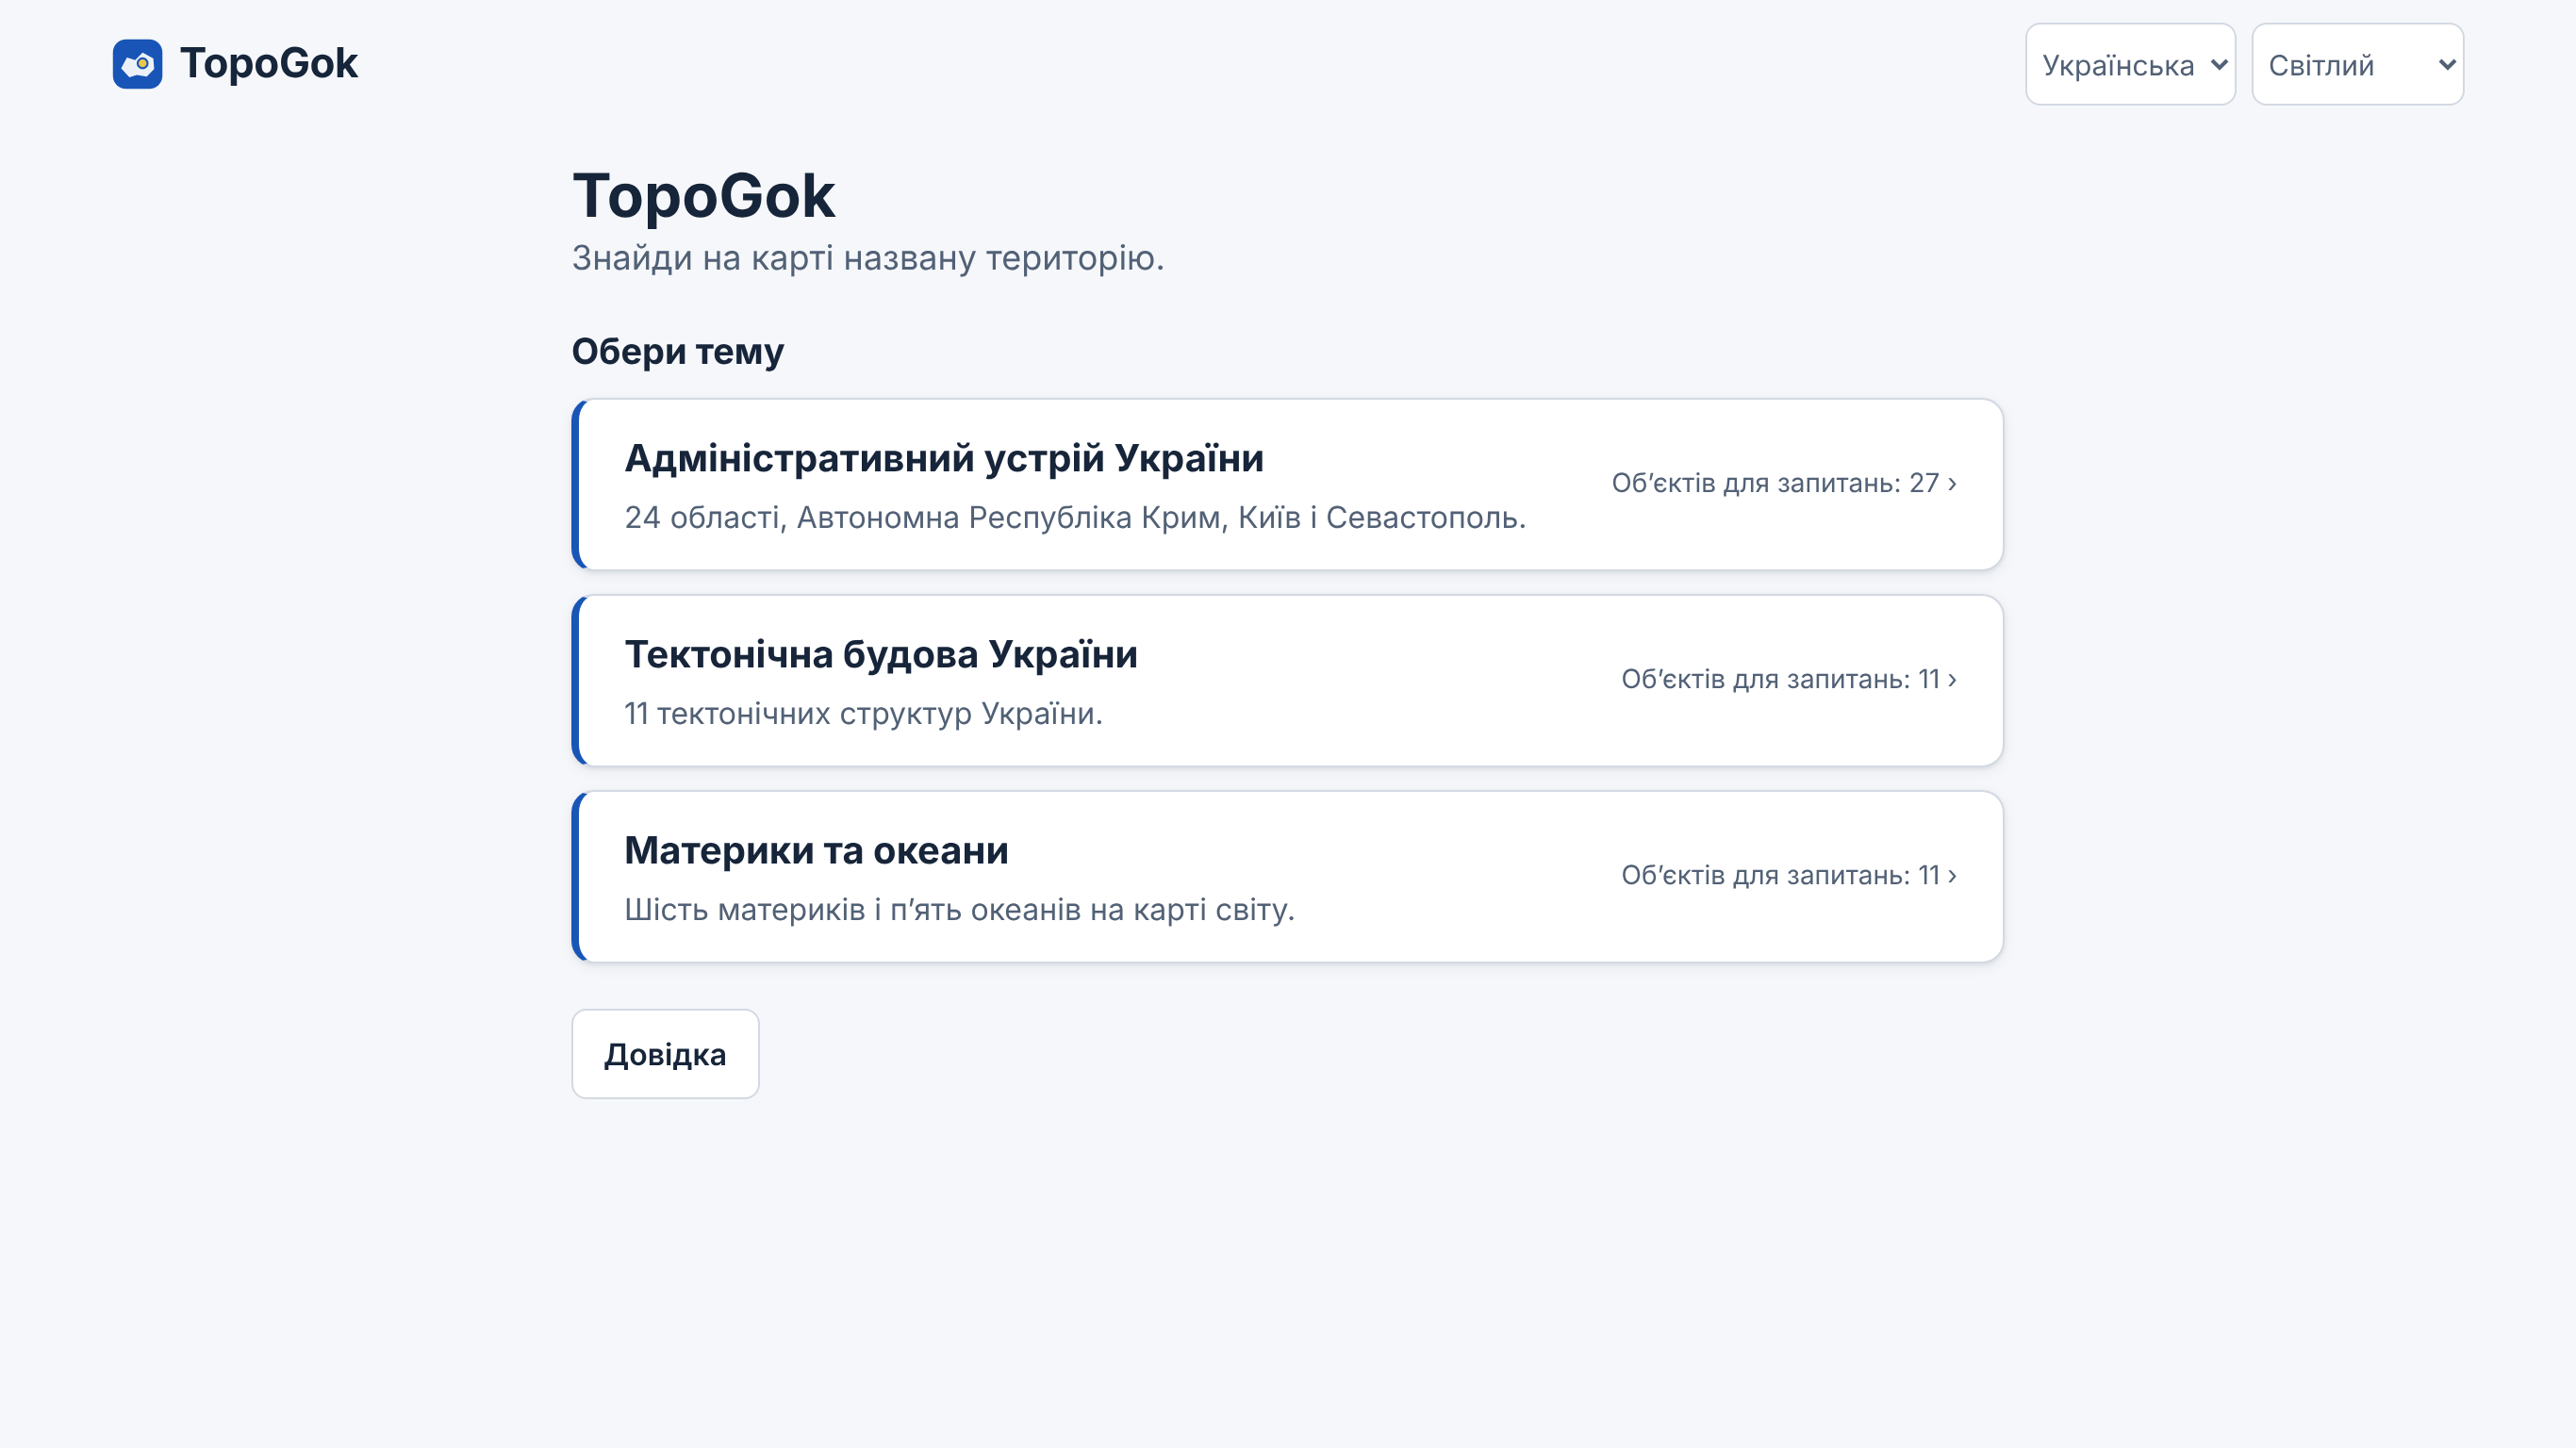 TopoGok
Українська
Світлий
TopoGok
Знайди на карті названу територію.
Обери тему
Адміністративний устрій України
24 області, Автономна Республіка Крим, Київ і Севастополь.
Об’єктів для запитань: 27 ›
Тектонічна будова України
11 тектонічних структур України.
Об’єктів для запитань: 11 ›
Материки та океани
Шість материків і п’ять океанів на карті світу.
Об’єктів для запитань: 11 ›
Довідка